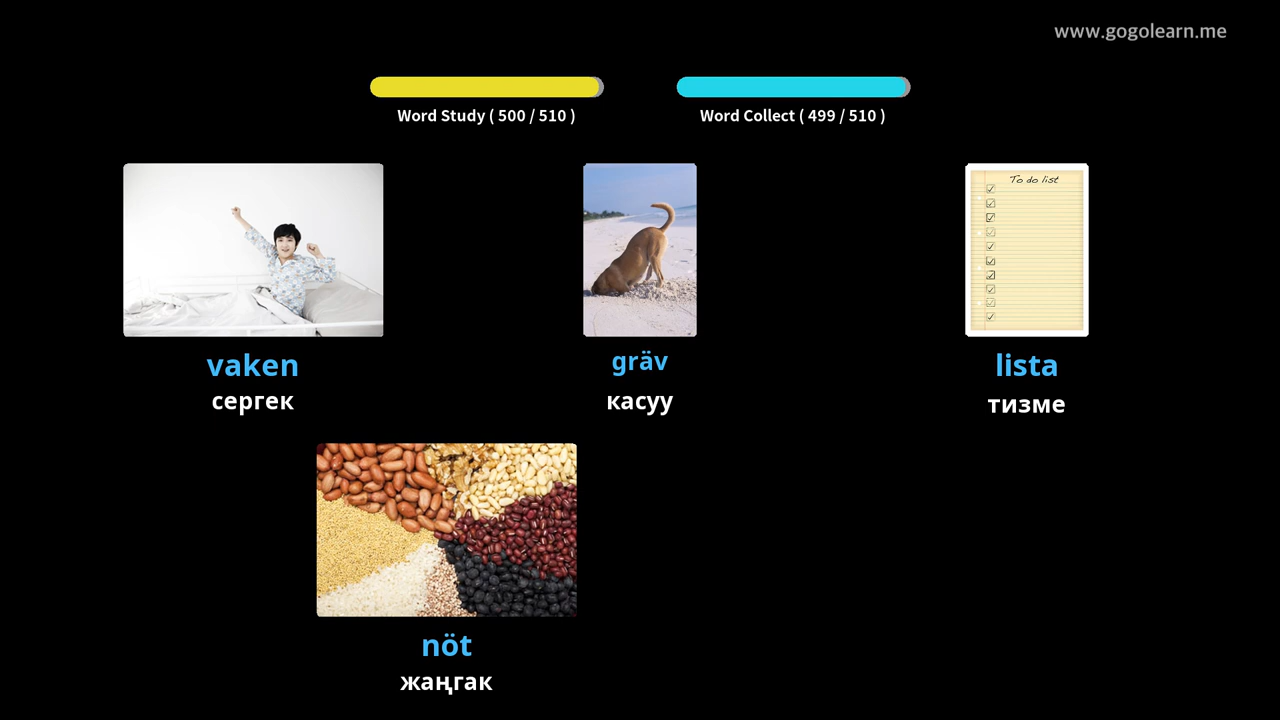 www.gogolearn.me
Word Study ( 500 / 510 )
Word Collect ( 499 / 510 )
To do list
vaken
сергек
gräv
касуу
lista
тизме
nöt
жаңгак